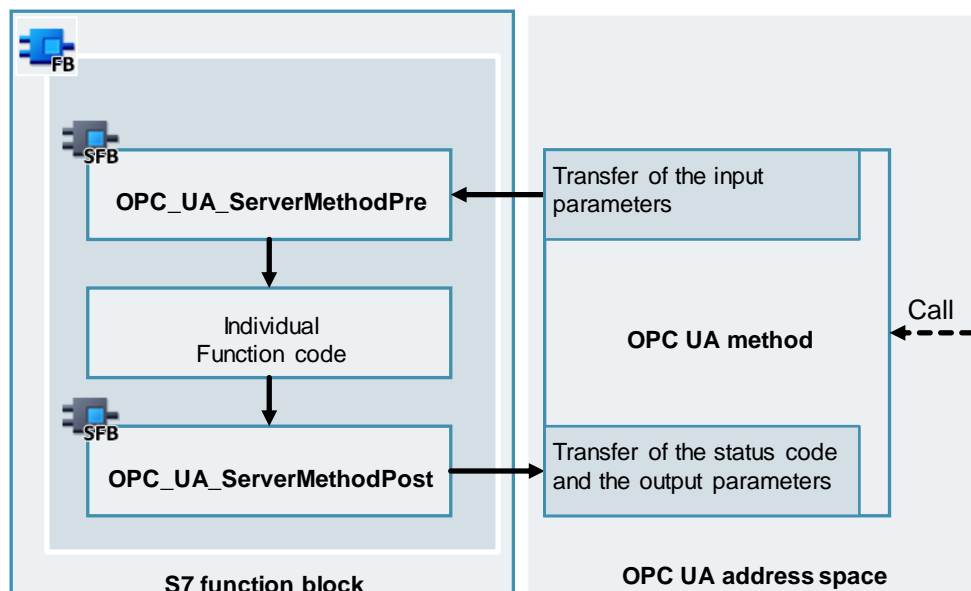 FB
SFB
OPC_UA_ServerMethodPre
Individual
Function code
SFB
OPC_UA_ServerMethodPost
S7 function block
Transfer of the input
parameters
OPC UA method
Call
Transfer of the status code
and the output parameters
OPC UA address space